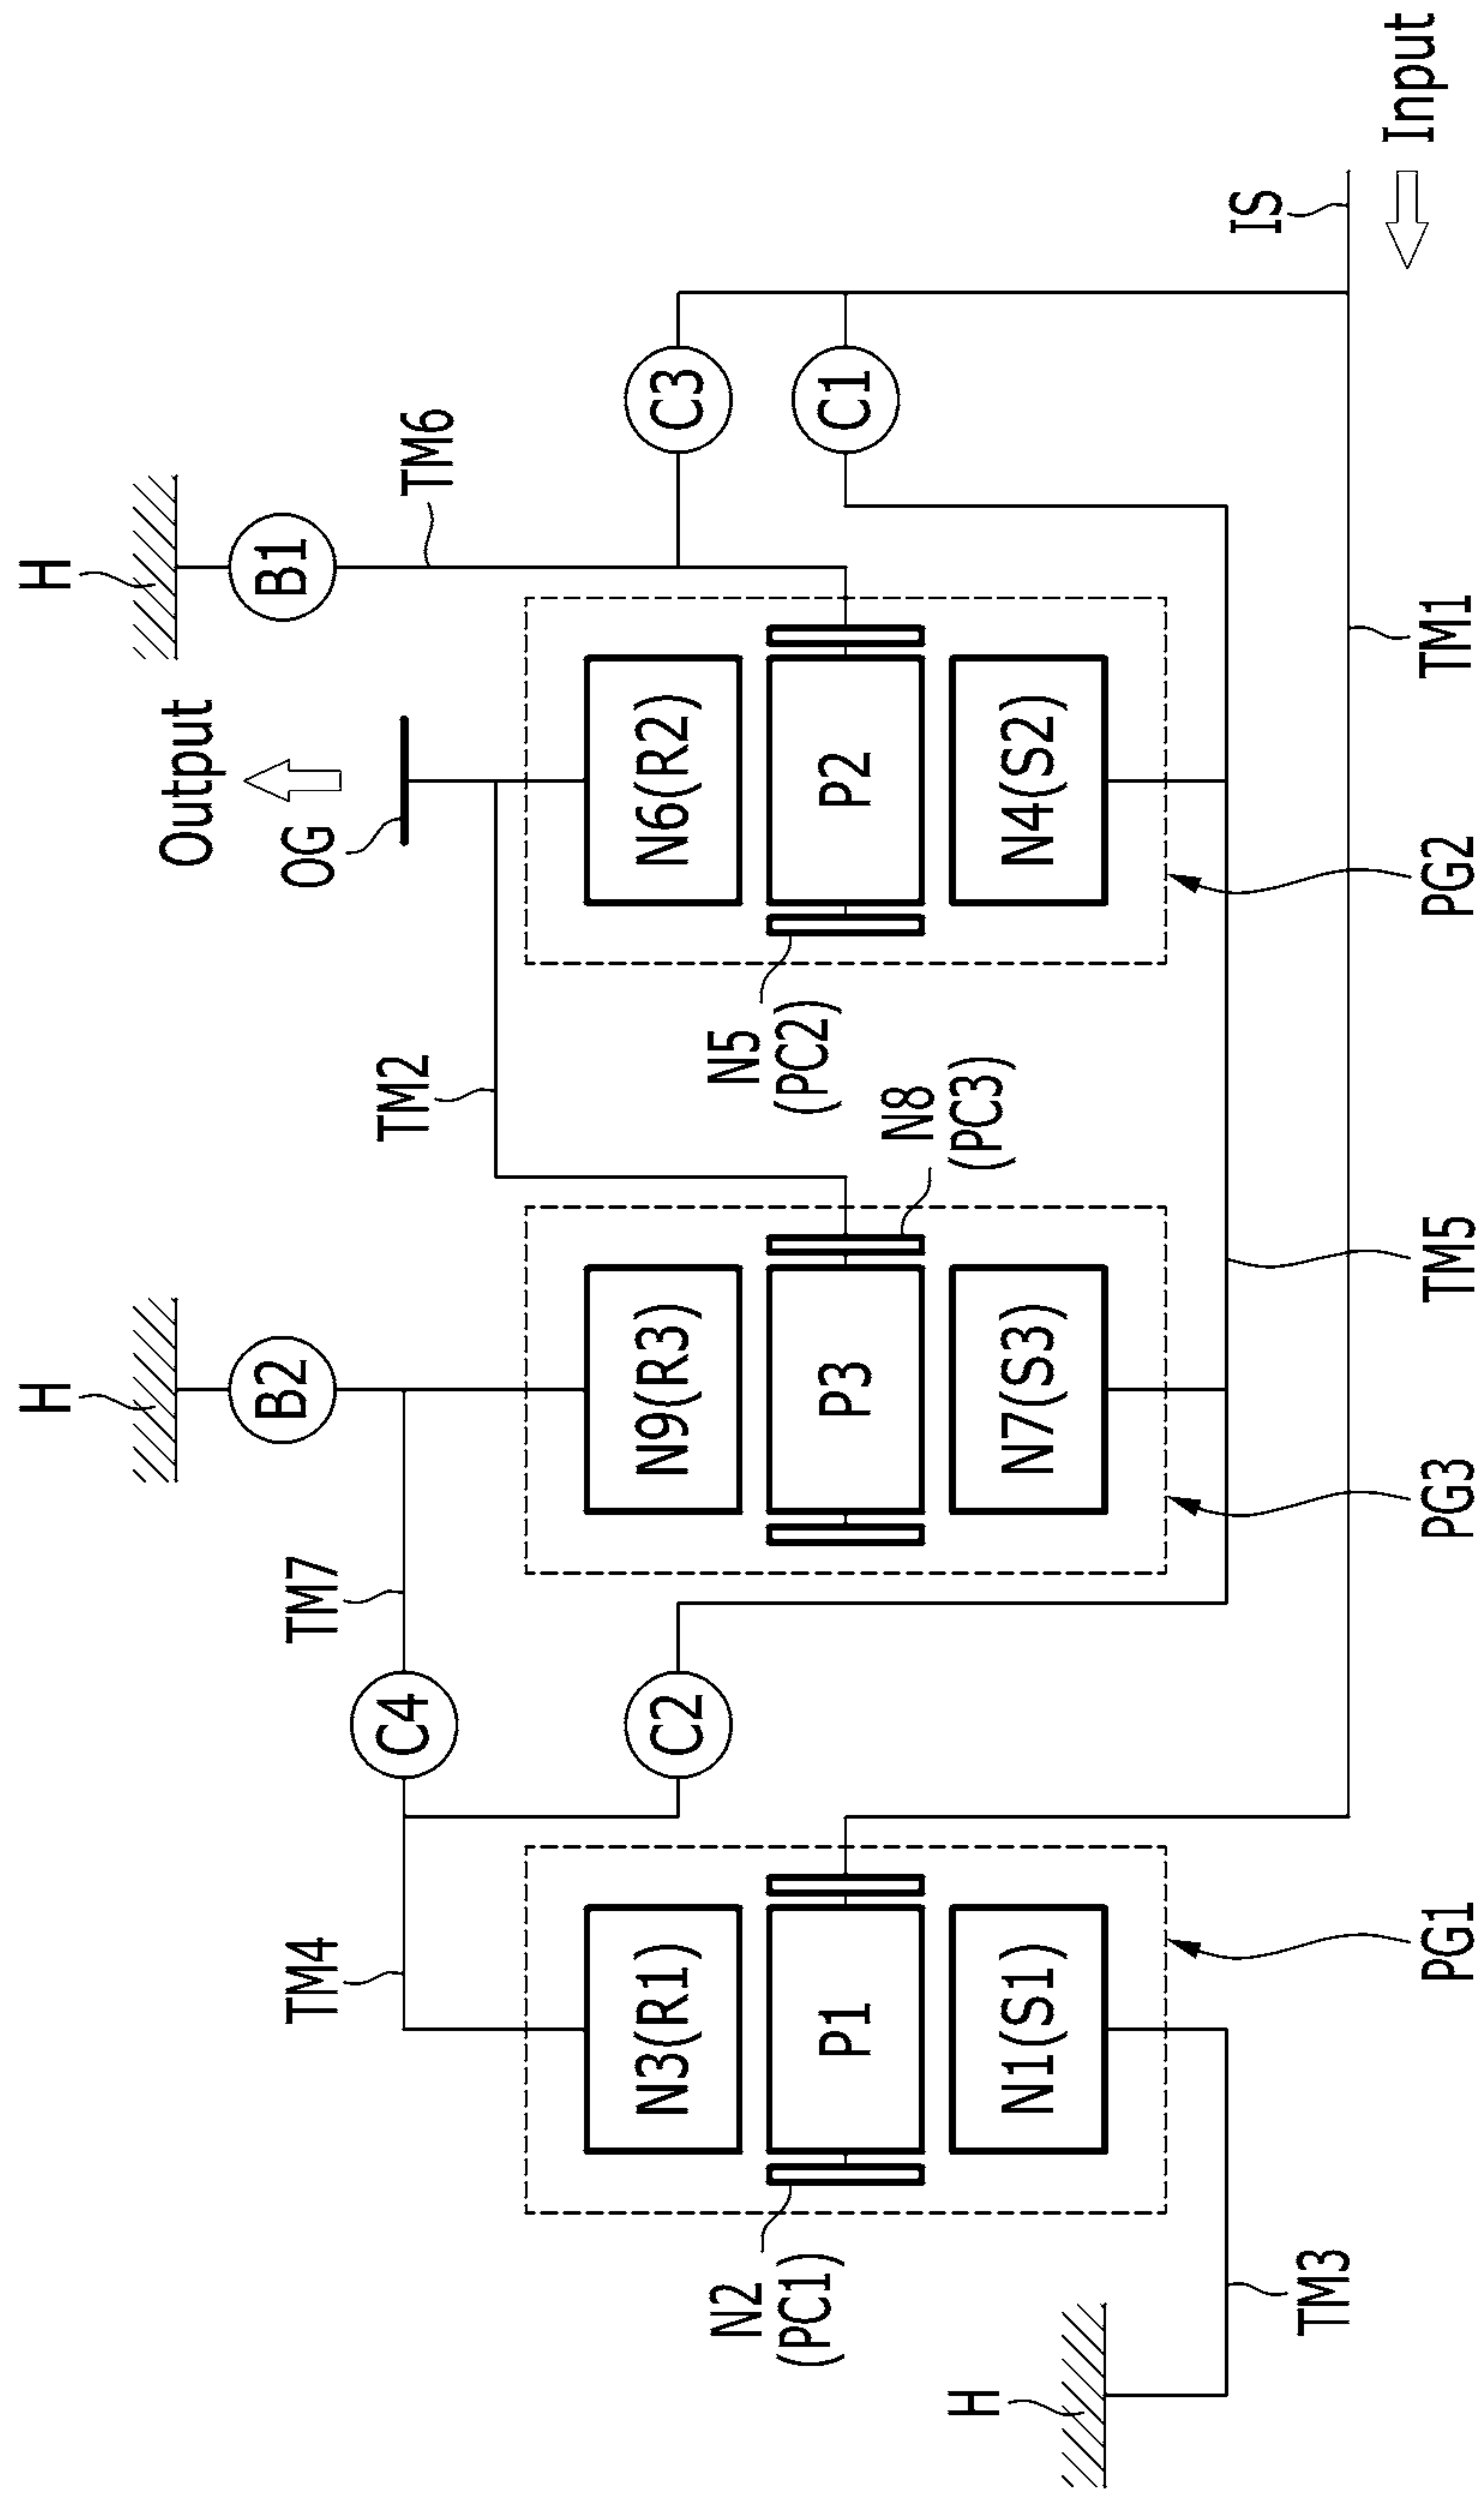 H
H
Output
OG
B1
B2
TM6
TM2
TM7
TM4
C3
C4
C1
C2
N6(R2)
P2
N4(S2)
N5
(PC2)
N9(R3)
P3
N7(S3)
N8
(PC3)
N3(R1)
P1
N1(S1)
N2
(PC1)
H
TM3
IS
Input
TM1
PG2
TM5
PG3
PG1